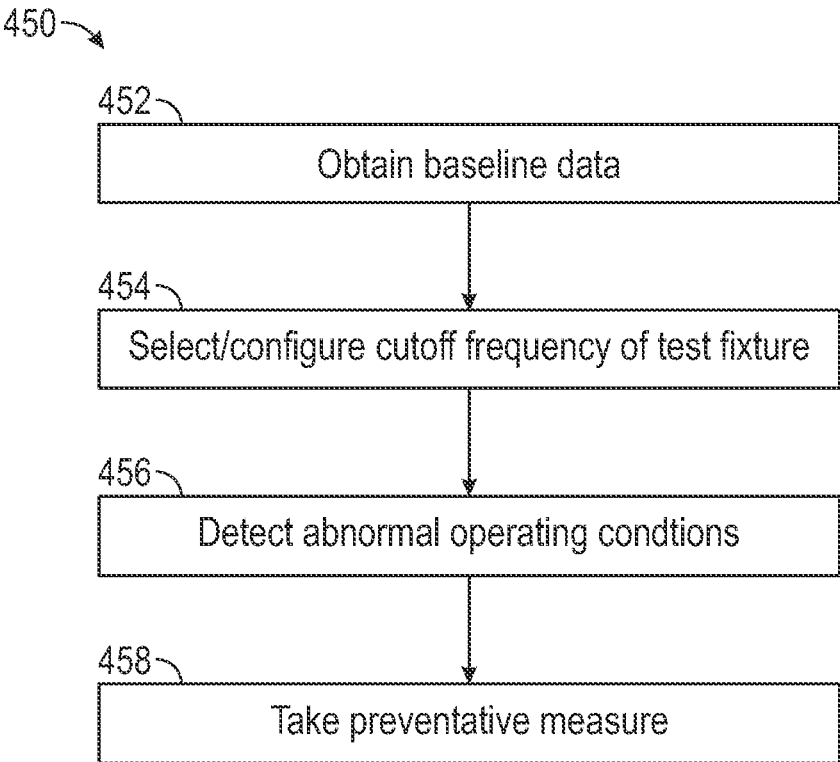 450
452
Obtain baseline data
454
Select/configure cutoff frequency of test fixture
456
Detect abnormal operating condtions
458
Take preventative measure